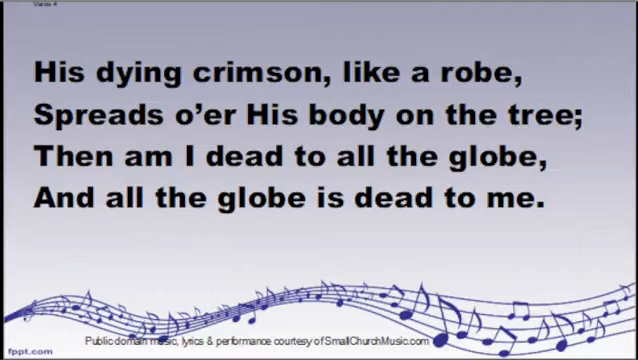 Verse 4
His dying crimson, like a robe,
Spreads o’er His body on the tree;
Then am I dead to all the globe,
And all the globe is dead to me.
Public domain music, lyrics & performance courtesy of SmallChurchMusic.com
fppt.com